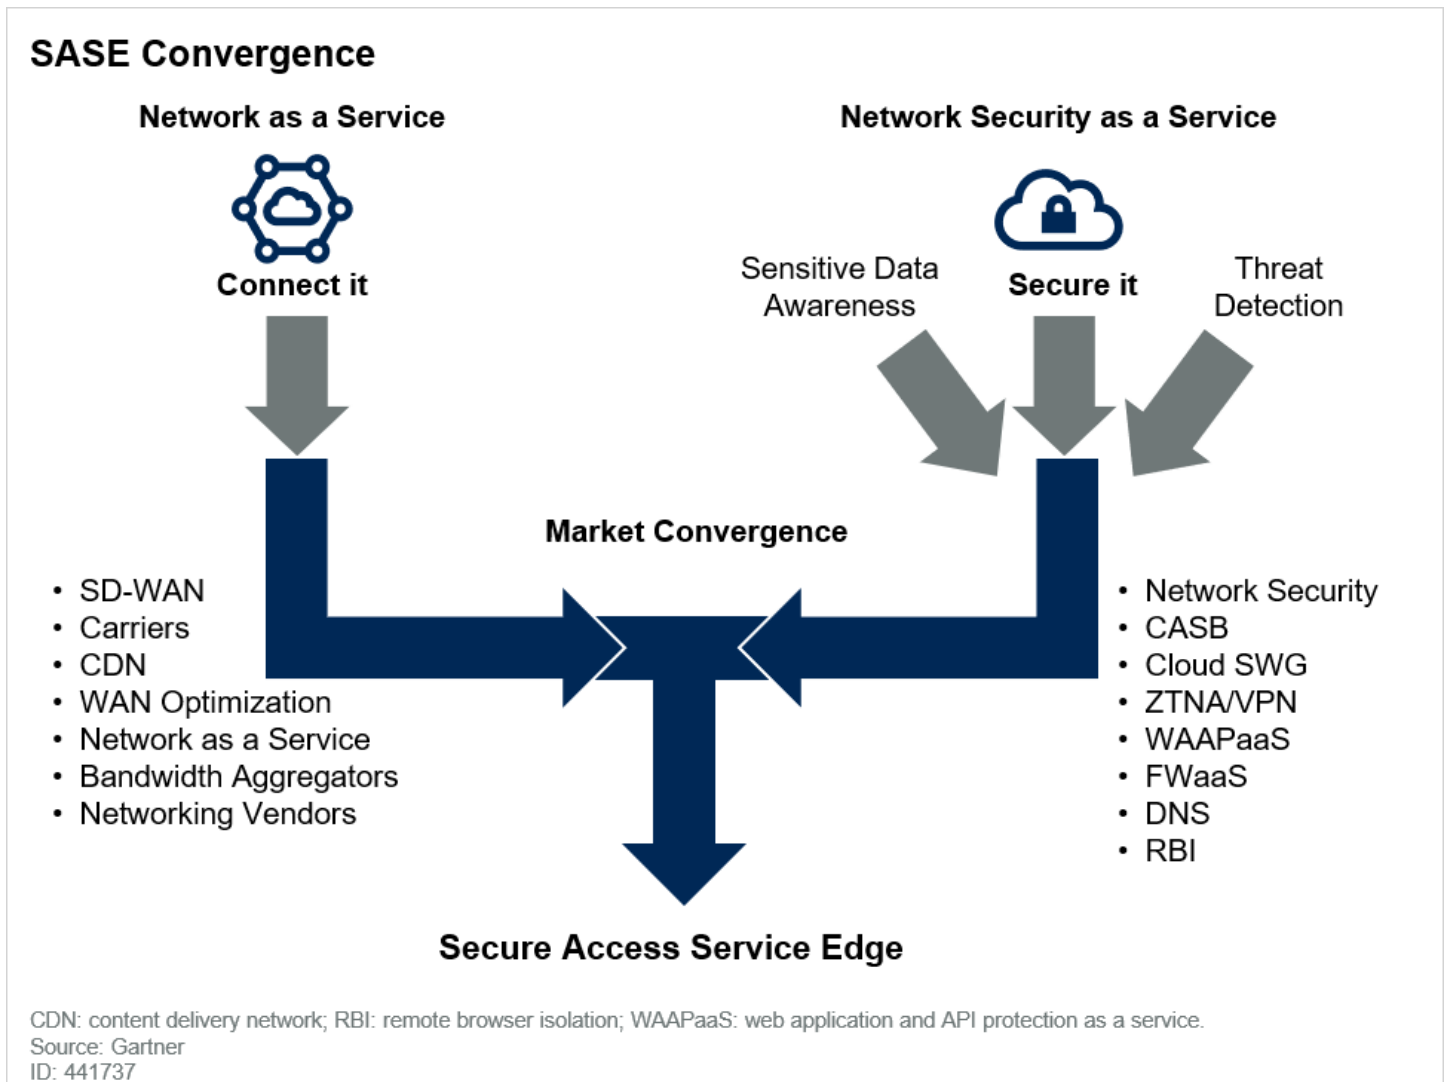 SASE Convergence
Network as a Service
Connect it
Network Security as a Service
Sensitive Data
Awareness
Secure it
Threat
Detection
Market Convergence
• SD-WAN
• Carriers
• CDN
• WAN Optimization
• Network as a Service
• Bandwidth Aggregators
• Networking Vendors
• Network Security
• CASB
• Cloud SWG
• ZTNA/VPN
• WAAPaaS
• FWaaS
• DNS
• RBI
Secure Access Service Edge
CDN: content delivery network; RBI: remote browser isolation; WAAPaaS: web application and API protection as a service.
Source: Gartner
ID: 441737